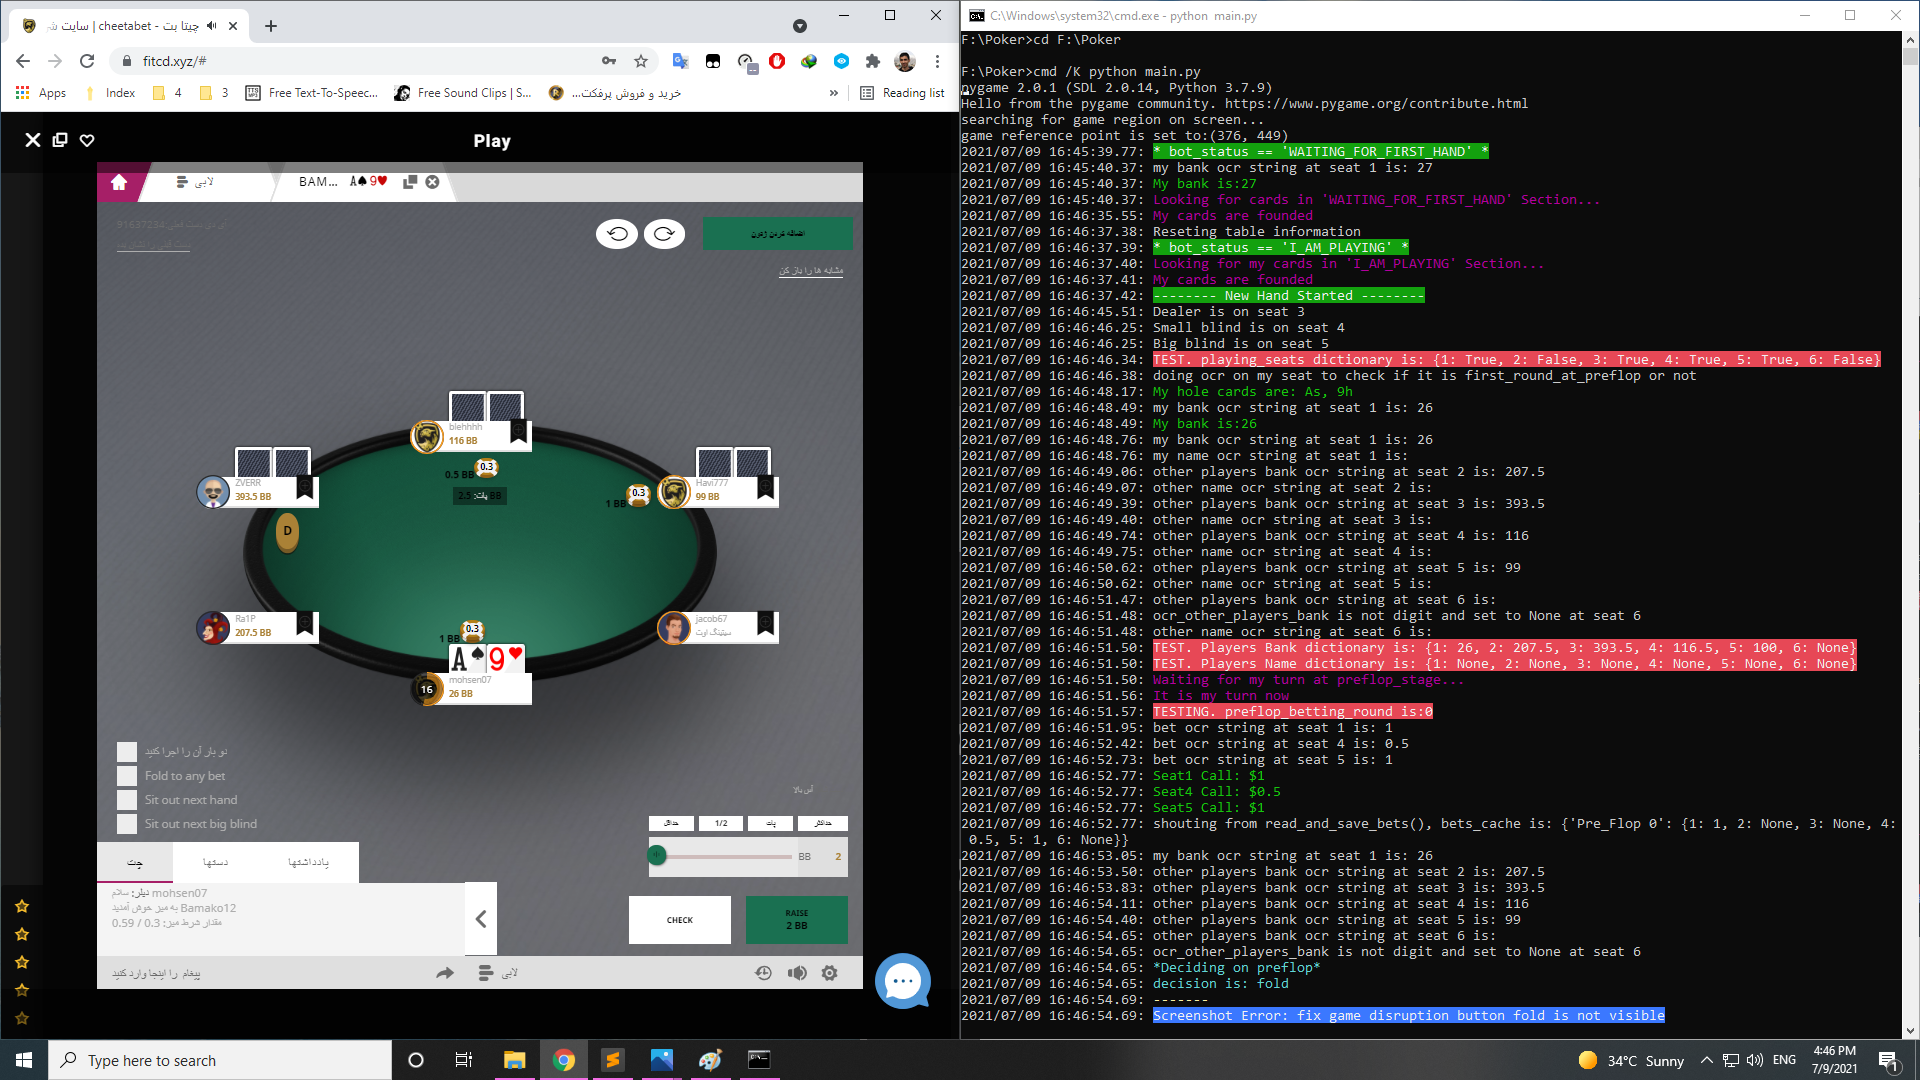 چیتا بت - cheetabet | سایت
fitcd.xyz/#
Apps
Index
4
3
Free Text-To-Speec...
Free Sound Clips | S...
خرید و فروش پرفکت...
»
Reading list
Play
لابی
BAM...
A♠9♥
91637234
اضافه کردن ژتون
مشابه ها را باز کن
blehhhh
116 BB
0.5 BB
0.3
پات: 2.5 BB
ZVERR
393.5 BB
Havi777
99 BB
0.3
1 BB
D
Ra1P
207.5 BB
jacob67
سیتینگ اوت
0.3
1 BB
A♠ 9♥
16
mohsen07
26 BB
دو بار آن را اجرا کنید
Fold to any bet
Sit out next hand
Sit out next big blind
آس بالا
حداقل
1/2
پات
حداکثر
BB 2
چت
دستها
یادداشتها
دیلر: سلام mohsen07
به میز خوش آمدید Bamako12
مقدار شرط میز: 0.3 / 0.59
CHECK
RAISE
2 BB
پیغام را اینجا وارد کنید
لابی
C:\Windows\system32\cmd.exe - python main.py
F:\Poker>cd F:\Poker
F:\Poker>cmd /K python main.py
pygame 2.0.1 (SDL 2.0.14, Python 3.7.9)
Hello from the pygame community. https://www.pygame.org/contribute.html
searching for game region on screen...
game reference point is set to:(376, 449)
2021/07/09 16:45:39.77: * bot_status == 'WAITING_FOR_FIRST_HAND' *
2021/07/09 16:45:40.37: my bank ocr string at seat 1 is: 27
2021/07/09 16:45:40.37: My bank is:27
2021/07/09 16:45:40.37: Looking for cards in 'WAITING_FOR_FIRST_HAND' Section...
2021/07/09 16:46:35.55: My cards are founded
2021/07/09 16:46:37.38: Reseting table information
2021/07/09 16:46:37.39: * bot_status == 'I_AM_PLAYING' *
2021/07/09 16:46:37.40: Looking for my cards in 'I_AM_PLAYING' Section...
2021/07/09 16:46:37.41: My cards are founded
2021/07/09 16:46:37.42: -------- New Hand Started --------
2021/07/09 16:46:45.51: Dealer is on seat 3
2021/07/09 16:46:46.25: Small blind is on seat 4
2021/07/09 16:46:46.25: Big blind is on seat 5
2021/07/09 16:46:46.34: TEST. playing_seats dictionary is: {1: True, 2: False, 3: True, 4: True, 5: True, 6: False}
2021/07/09 16:46:46.38: doing ocr on my seat to check if it is first_round_at_preflop or not
2021/07/09 16:46:48.17: My hole cards are: As, 9h
2021/07/09 16:46:48.49: my bank ocr string at seat 1 is: 26
2021/07/09 16:46:48.49: My bank is:26
2021/07/09 16:46:48.76: my bank ocr string at seat 1 is: 26
2021/07/09 16:46:48.76: my name ocr string at seat 1 is:
2021/07/09 16:46:49.06: other players bank ocr string at seat 2 is: 207.5
2021/07/09 16:46:49.07: other name ocr string at seat 2 is:
2021/07/09 16:46:49.39: other players bank ocr string at seat 3 is: 393.5
2021/07/09 16:46:49.40: other name ocr string at seat 3 is:
2021/07/09 16:46:49.74: other players bank ocr string at seat 4 is: 116
2021/07/09 16:46:49.75: other name ocr string at seat 4 is:
2021/07/09 16:46:50.62: other players bank ocr string at seat 5 is: 99
2021/07/09 16:46:50.62: other name ocr string at seat 5 is:
2021/07/09 16:46:51.47: other players bank ocr string at seat 6 is:
2021/07/09 16:46:51.48: ocr_other_players_bank is not digit and set to None at seat 6
2021/07/09 16:46:51.48: other name ocr string at seat 6 is:
2021/07/09 16:46:51.50: TEST. Players Bank dictionary is: {1: 26, 2: 207.5, 3: 393.5, 4: 116.5, 5: 100, 6: None}
2021/07/09 16:46:51.50: TEST. Players Name dictionary is: {1: None, 2: None, 3: None, 4: None, 5: None, 6: None}
2021/07/09 16:46:51.50: Waiting for my turn at preflop_stage...
2021/07/09 16:46:51.56: It is my turn now
2021/07/09 16:46:51.57: TESTING. preflop_betting_round is:0
2021/07/09 16:46:51.95: bet ocr string at seat 1 is: 1
2021/07/09 16:46:52.42: bet ocr string at seat 4 is: 0.5
2021/07/09 16:46:52.73: bet ocr string at seat 5 is: 1
2021/07/09 16:46:52.77: Seat1 Call: $1
2021/07/09 16:46:52.77: Seat4 Call: $0.5
2021/07/09 16:46:52.77: Seat5 Call: $1
2021/07/09 16:46:52.77: shouting from read_and_save_bets(), bets_cache is: {'Pre_Flop 0': {1: 1, 2: None, 3: None, 4:
0.5, 5: 1, 6: None}}
2021/07/09 16:46:53.05: my bank ocr string at seat 1 is: 26
2021/07/09 16:46:53.50: other players bank ocr string at seat 2 is: 207.5
2021/07/09 16:46:53.83: other players bank ocr string at seat 3 is: 393.5
2021/07/09 16:46:54.11: other players bank ocr string at seat 4 is: 116
2021/07/09 16:46:54.40: other players bank ocr string at seat 5 is: 99
2021/07/09 16:46:54.65: other players bank ocr string at seat 6 is:
2021/07/09 16:46:54.65: ocr_other_players_bank is not digit and set to None at seat 6
2021/07/09 16:46:54.65: *Deciding on preflop*
2021/07/09 16:46:54.65: decision is: fold
2021/07/09 16:46:54.69: -------
2021/07/09 16:46:54.69: Screenshot Error: fix game disruption button fold is not visible
Type here to search
34°C Sunny
ENG
4:46 PM
7/9/2021
1